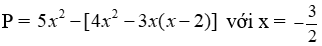 P = 5x² –[4x² – 3x(x – 2)] với x = –3/2